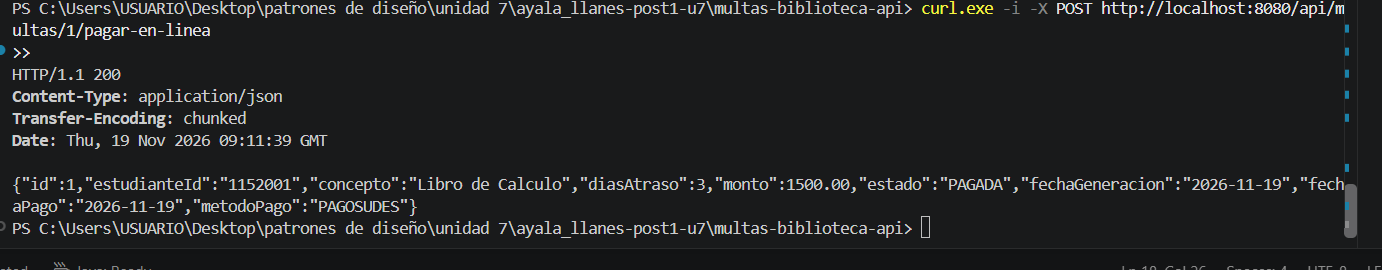 PS C:\Users\USUARIO\Desktop\patrones de diseño\unidad 7\ayala_llanes-post1-u7\multas-biblioteca-api> curl.exe -i -X POST http://localhost:8080/api/m
ultas/1/pagar-en-linea
>>
HTTP/1.1 200
Content-Type: application/json
Transfer-Encoding: chunked
Date: Thu, 19 Nov 2026 09:11:39 GMT
{"id":1,"estudianteId":"1152001","concepto":"Libro de Calculo","diasAtraso":3,"monto":1500.00,"estado":"PAGADA","fechaGeneracion":"2026-11-19","fech
aPago":"2026-11-19","metodoPago":"PAGOSUDES"}
PS C:\Users\USUARIO\Desktop\patrones de diseño\unidad 7\ayala_llanes-post1-u7\multas-biblioteca-api>